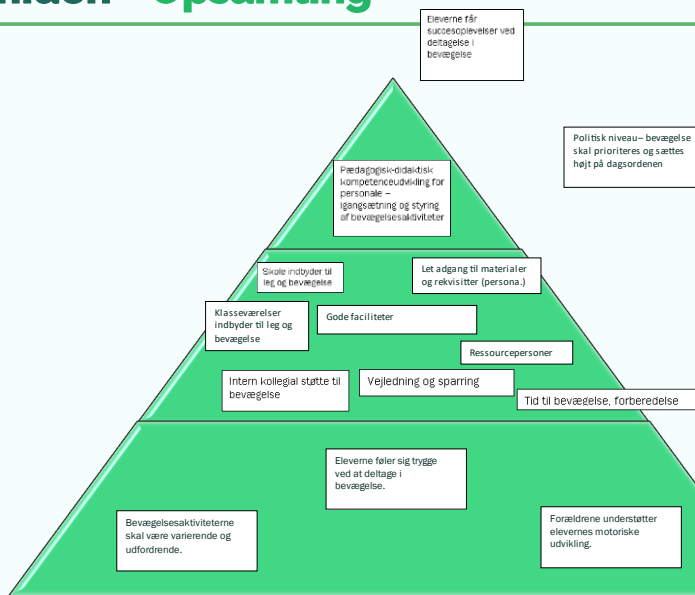 Opsamling
Eleverne får
succesoplevelser ved
deltagelse i
bevægelse
Politisk niveau– bevægelse
skal prioriteres og sættes
højt på dagsordenen
Pædagogisk-didaktisk
kompetenceudvikling for
personale –
igangsætning og styring
af bevægelsesaktiviteter
Skole indbyder til
leg og bevægelse
Let adgang til materialer
og rekvisitter (persona.)
Klasseværelser
indbyder til leg og
bevægelse
Gode faciliteter
Ressourcepersoner
Intern kollegial støtte til
bevægelse
Vejledning og sparring
Tid til bevægelse, forberedelse
Eleverne føler sig trygge
ved at deltage i
bevægelse.
Bevægelsesaktiviteterne
skal være varierende og
udfordrende.
Forældrene understøtter
elevernes motoriske
udvikling.